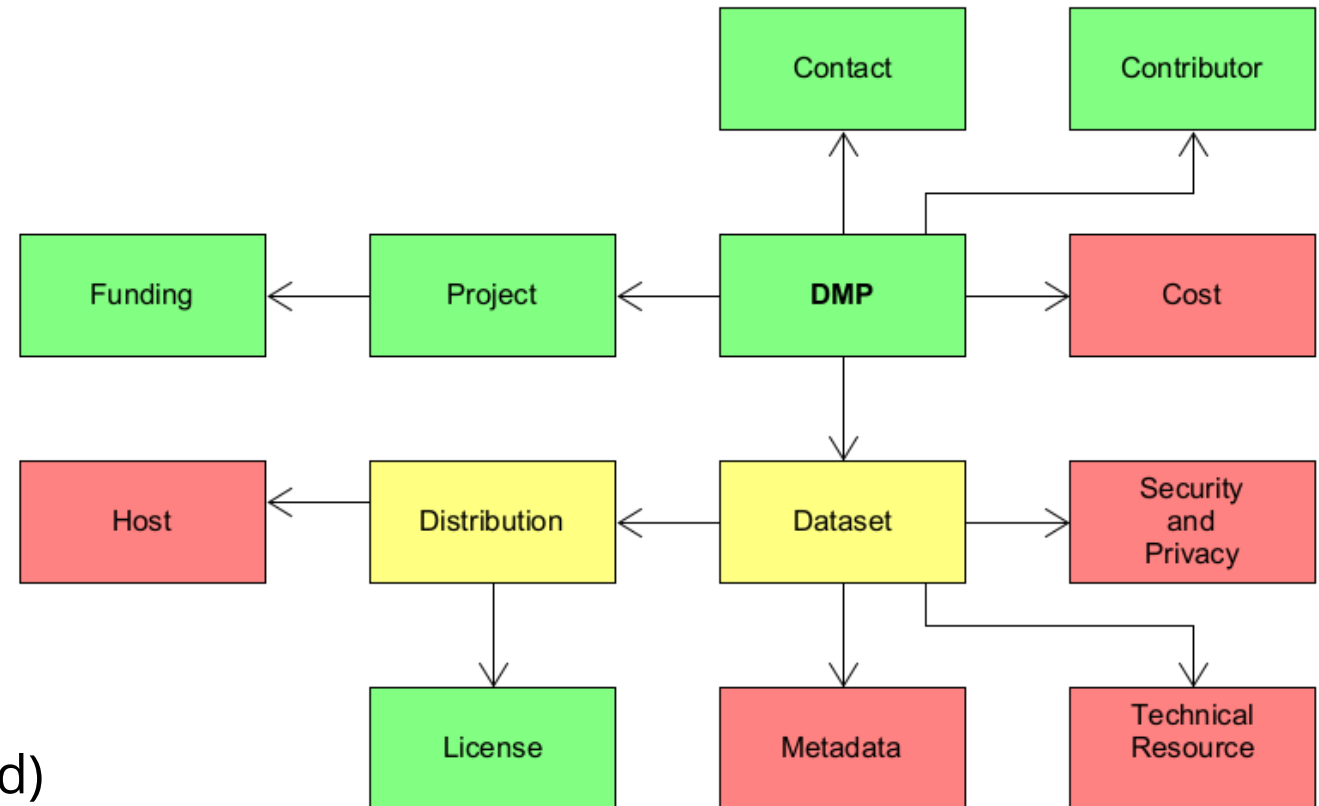 Contact
Contributor
Funding
Project
DMP
Cost
Host
Distribution
Dataset
Security
and
Privacy
License
Metadata
Technical
Resource
d)